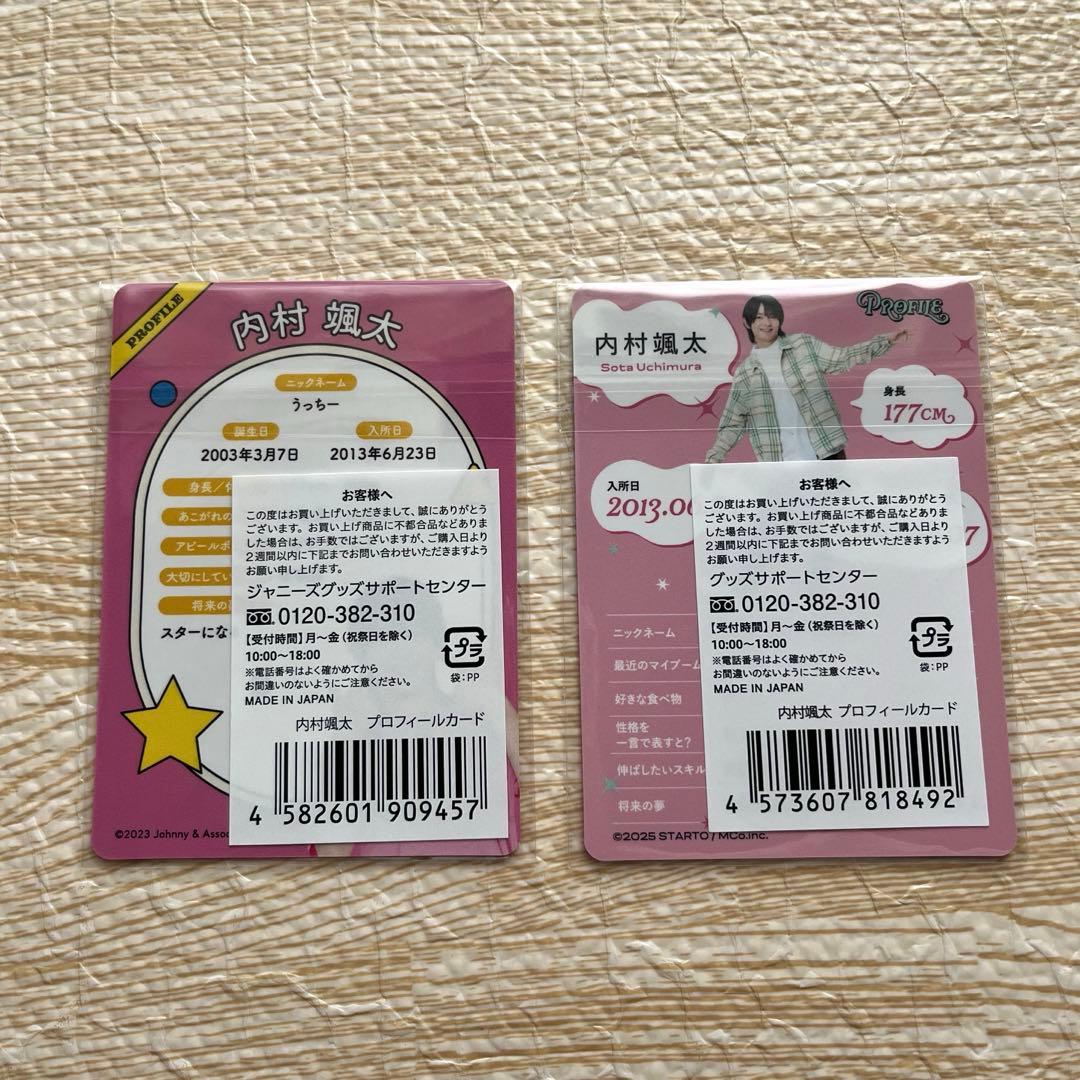 PROFILE
内村 颯太
ニックネーム
うっちー
誕生日
入所日
2003年3月7日
2013年6月23日
身長/
あこがれの
アピールポ
大切にしてい
将来の
スターにな
お客様へ
この度はお買い上げいただきまして、誠にありがとう
ございます。お買い上げ商品に不都合品などありま
した場合は、お手数ではございますが、ご購入日より
2週間以内に下記までお問い合わせいただきますよう
お願い申し上げます。
ジャニーズグッズサポートセンター
0120-382-310
【受付時間】月〜金(祝祭日を除く)
10:00〜18:00
※電話番号はよく確かめてから
お間違いのないようにご注意ください。
MADE IN JAPAN
プラ
袋:PP
内村颯太 プロフィールカード
4 582601 909457
©2023 Johnny & Assoc
PROFILE
内村颯太
Sota Uchimura
身長
177CM
入所日
2013.0
7
ニックネーム
最近のマイブーム
好きな食べ物
性格を
一言で表すと?
伸ばしたいスキル
将来の夢
お客様へ
この度はお買い上げいただきまして、誠にありがとう
ございます。お買い上げ商品に不都合品などありま
した場合は、お手数ではございますが、ご購入日より
2週間以内に下記までお問い合わせいただきますよう
お願い申し上げます。
グッズサポートセンター
0120-382-310
【受付時間】月〜金(祝祭日を除く)
10:00〜18:00
※電話番号はよく確かめてから
お間違いのないようにご注意ください。
MADE IN JAPAN
プラ
袋:PP
内村颯太 プロフィールカード
4 573607 818492
©2025 STARTO / MCo.inc.